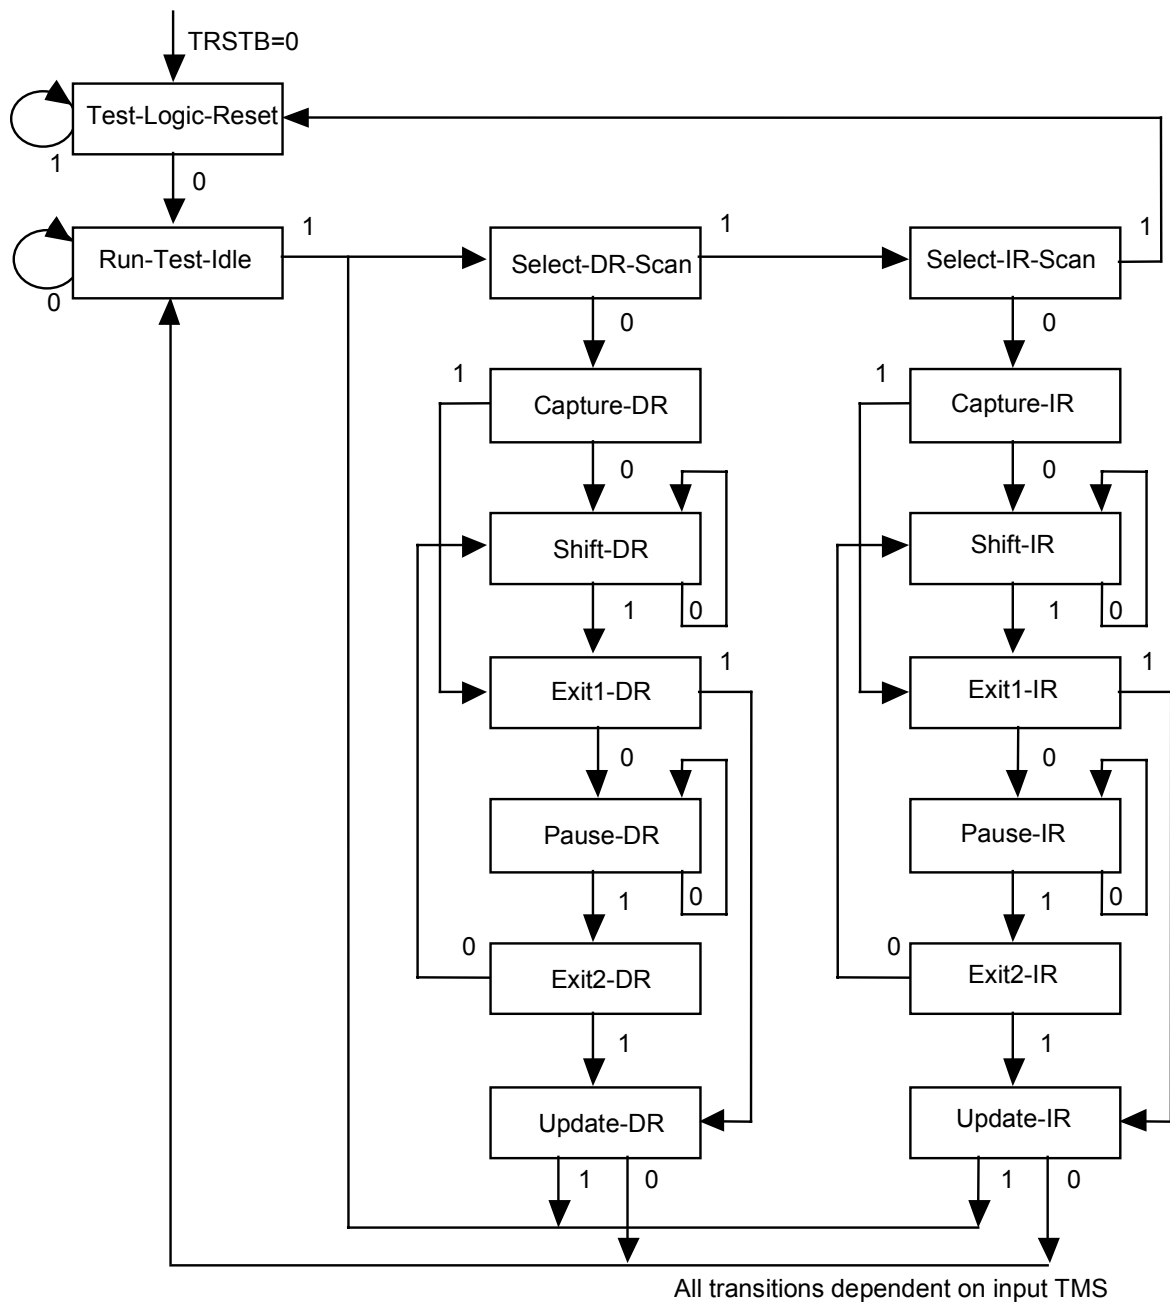 TRSTB=0
Test-Logic-Reset
1
0
1
1
1
Run-Test-Idle
Select-DR-Scan
Select-IR-Scan
0
0
0
1
1
Capture-DR
Capture-IR
0
0
Shift-DR
Shift-IR
1
0
1
0
1
1
Exit1-DR
Exit1-IR
0
0
Pause-DR
Pause-IR
0
0
1
1
0
0
Exit2-DR
Exit2-IR
1
1
Update-DR
Update-IR
1
0
1
0
All transitions dependent on input TMS